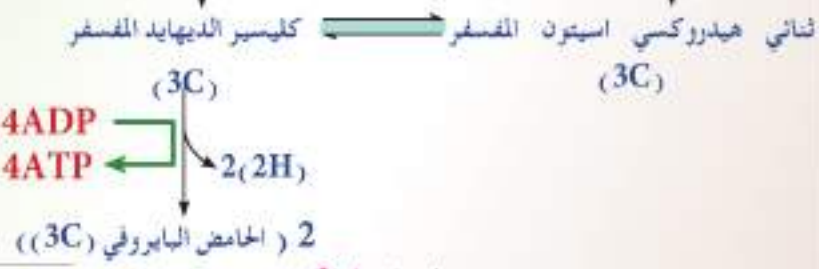 ثنائي هيدروكسي اسيتون المفسفر
كليسير الديهايد المفسفر
(3C)
(3C)
4ADP
4ATP
2(2H)
2 ( الحامض البايروفي (3C))